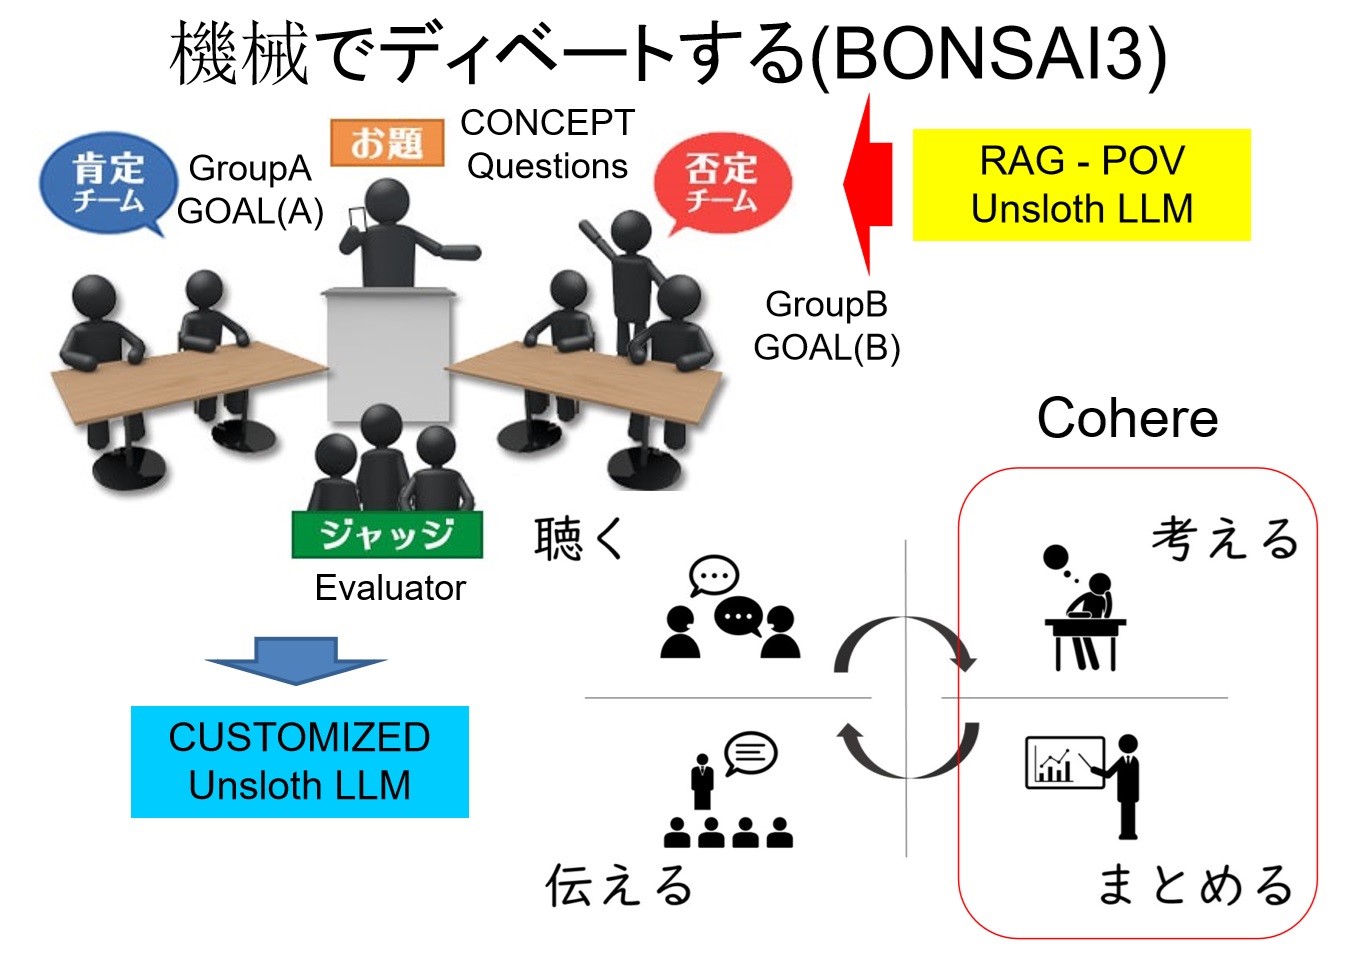 機械でディベートする(BONSAI3)
お題
CONCEPT
Questions
肯定
チーム
GroupA
GOAL(A)
否定
チーム
RAG - POV
Unsloth LLM
GroupB
GOAL(B)
ジャッジ
Evaluator
CUSTOMIZED
Unsloth LLM
Cohere
聴く
考える
伝える
まとめる